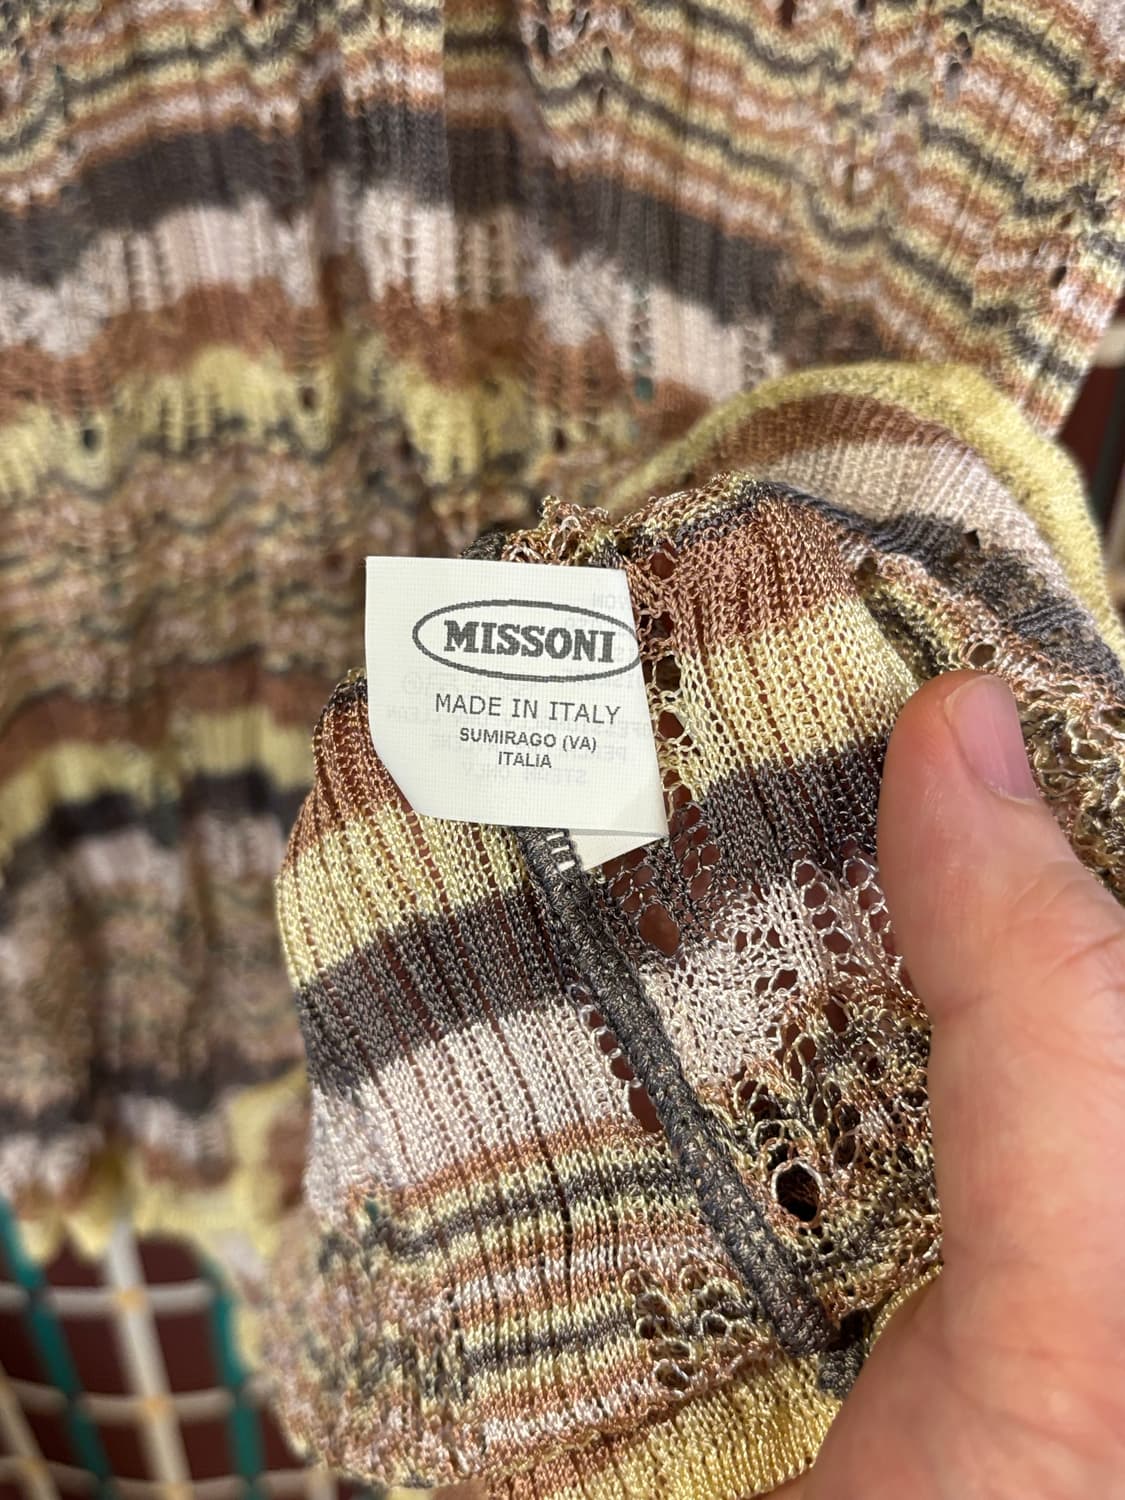 MISSONI
MADE IN ITALY
SUMIRAGO (VA)
ITALIA